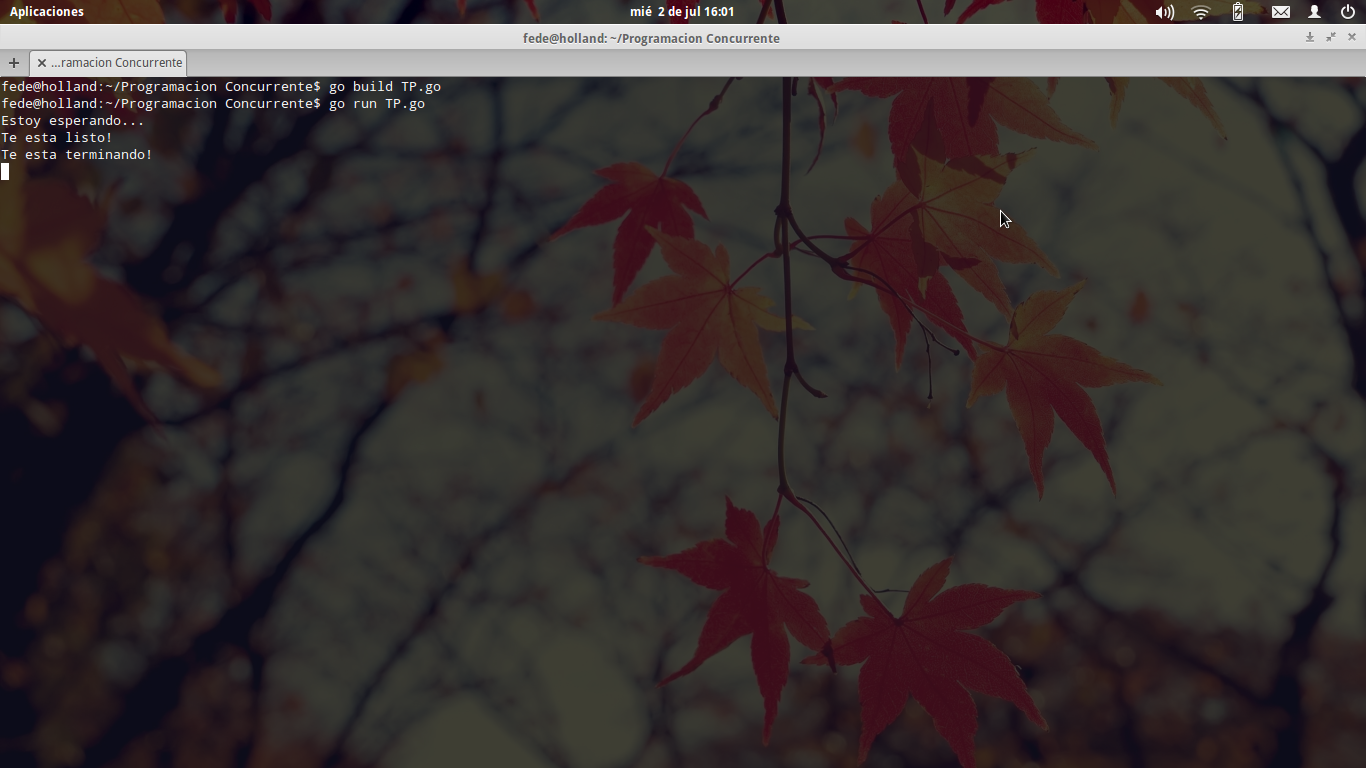 Aplicaciones
mié 2 de jul 16:01
fede@holland: ~/Programacion Concurrente
...ramacion Concurrente
fede@holland:~/Programacion Concurrente$ go build TP.go
fede@holland:~/Programacion Concurrente$ go run TP.go
Estoy esperando...
Te esta listo!
Te esta terminando!